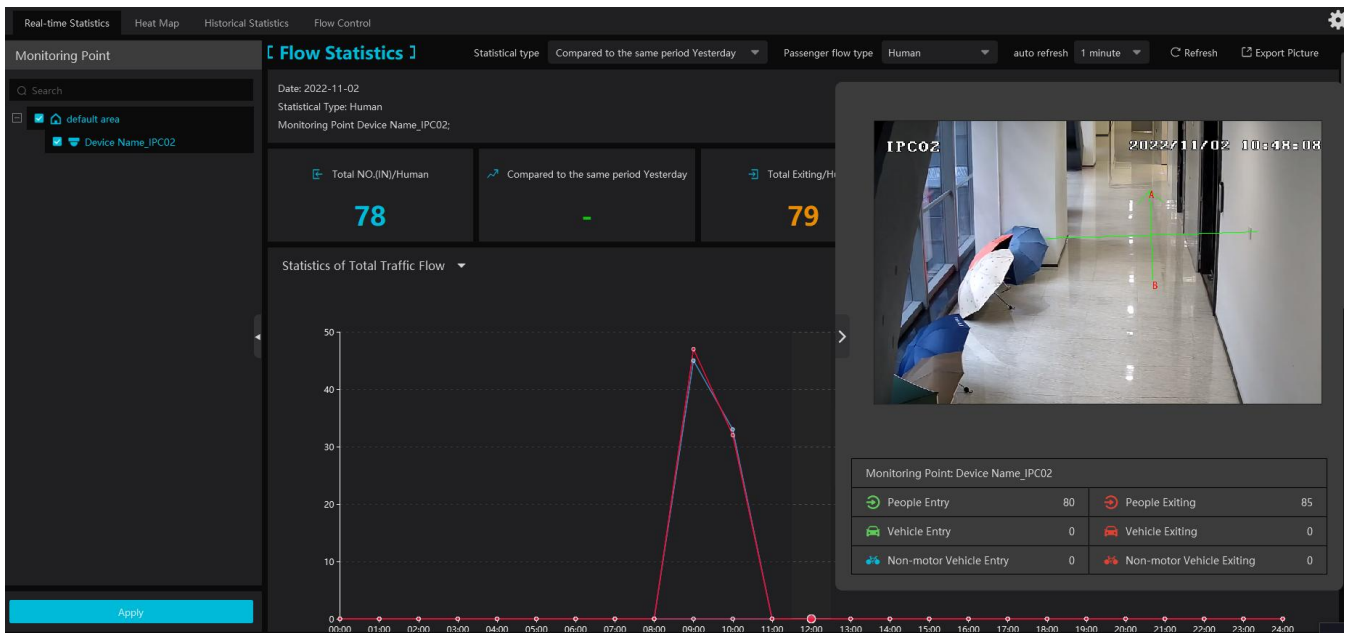 Real-time Statistics Heat Map Historical Statistics Flow Control
Monitoring Point
Search
default area
Device Name_IPC02
Apply
[ Flow Statistics ] Statistical type Compared to the same period Yesterday Passenger flow type Human auto refresh 1 minute Refresh Export Picture
Date: 2022-11-02
Statistical Type: Human
Monitoring Point Device Name_IPC02;
Total NO.(IN)/Human Compared to the same period Yesterday Total Exiting/Hu
78 - 79
Statistics of Total Traffic Flow
50
40
30
20
10
0
00:00 01:00 02:00 03:00 04:00 05:00 06:00 07:00 08:00 09:00 10:00 11:00 12:00 13:00 14:00 15:00 16:00 17:00 18:00 19:00 20:00 21:00 22:00 23:00 24:00
IPC02 2022/11/02 10:48:08
A
B
Monitoring Point: Device Name_IPC02
People Entry 80 People Exiting 85
Vehicle Entry 0 Vehicle Exiting 0
Non-motor Vehicle Entry 0 Non-motor Vehicle Exiting 0